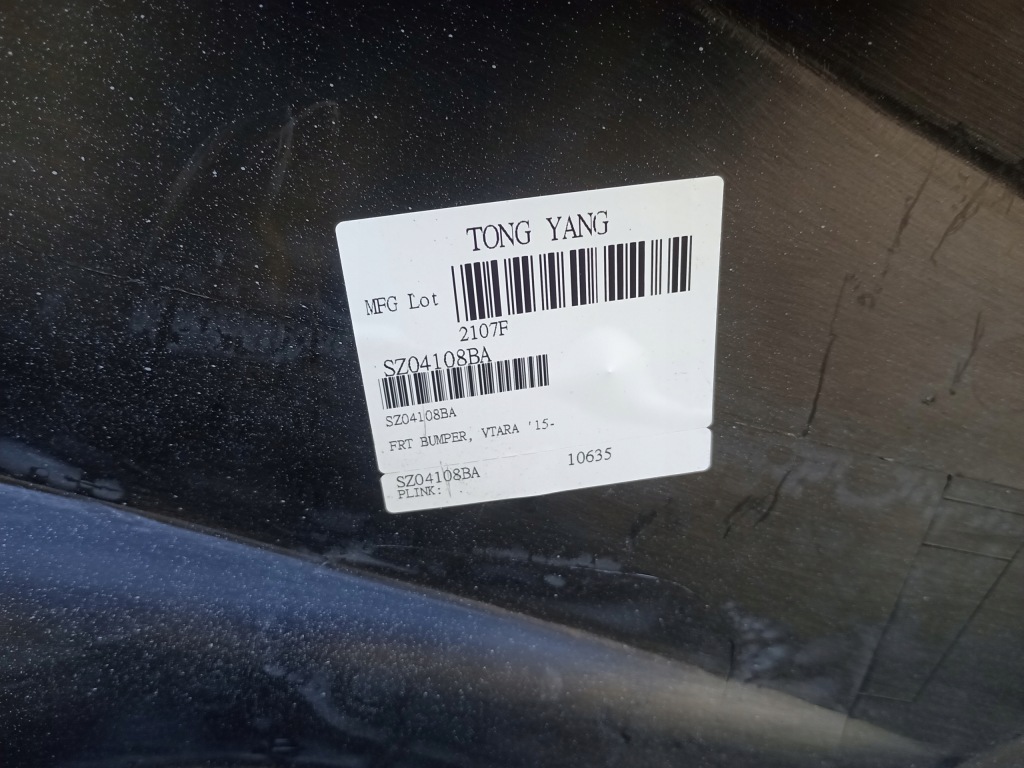 TONG YANG
MFG Lot
2107F
SZ04108BA
SZ04108BA
FRT BUMPER, VTARA '15-
SZ04108BA 10635
PLINK: